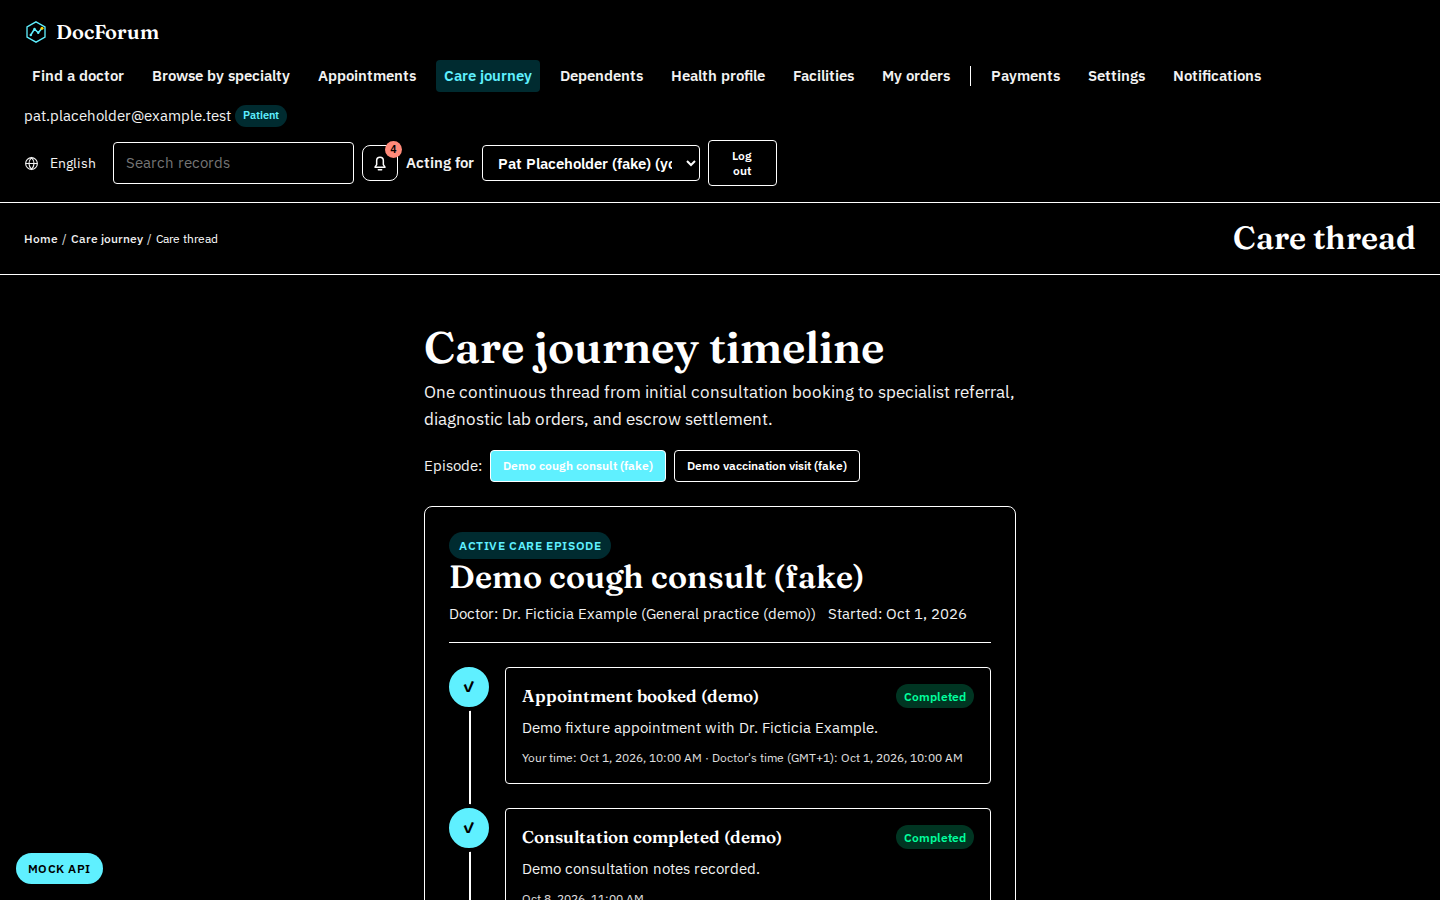 DocForum
Find a doctor Browse by specialty Appointments Care journey Dependents Health profile Facilities My orders Payments Settings Notifications
pat.placeholder@example.test Patient
English Search records 4 Acting for Pat Placeholder (fake) (yo Log out
Home / Care journey / Care thread
Care thread
Care journey timeline
One continuous thread from initial consultation booking to specialist referral,
diagnostic lab orders, and escrow settlement.
Episode: Demo cough consult (fake) Demo vaccination visit (fake)
ACTIVE CARE EPISODE
Demo cough consult (fake)
Doctor: Dr. Ficticia Example (General practice (demo)) Started: Oct 1, 2026
Appointment booked (demo) Completed
Demo fixture appointment with Dr. Ficticia Example.
Your time: Oct 1, 2026, 10:00 AM · Doctor's time (GMT+1): Oct 1, 2026, 10:00 AM
Consultation completed (demo) Completed
Demo consultation notes recorded.
Oct 8, 2026, 11:00 AM
MOCK API